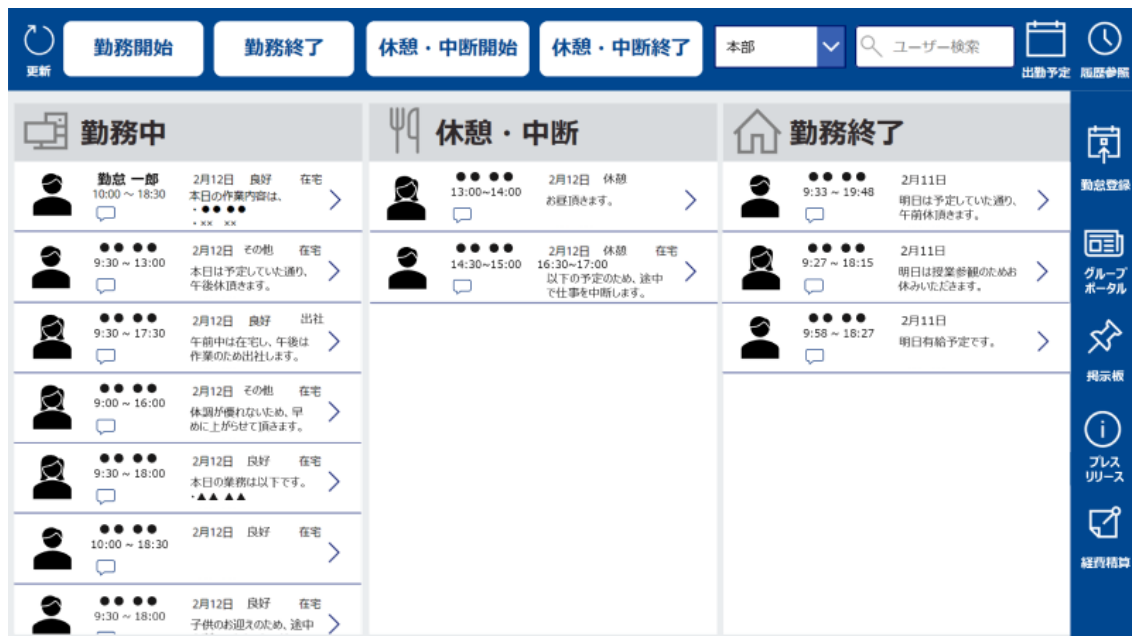 更新
勤務開始
勤務終了
休憩・中断開始
休憩・中断終了
本部
ユーザー検索
出勤予定
履歴参照
勤務中
勤怠 一郎
10:00 ～ 18:30
2月12日 良好 在宅
本日の作業内容は、
・●● ●●
・×× ××
●● ●●
9:30 ～ 13:00
2月12日 その他 在宅
本日は予定していた通り、
午後休頂きます。
●● ●●
9:30 ～ 17:30
2月12日 良好 出社
午前中は在宅し、午後は
作業のため出社します。
●● ●●
9:00 ～ 16:00
2月12日 その他 在宅
体調が優れないため、早
めに上がらせて頂きます。
●● ●●
9:30 ～ 18:00
2月12日 良好 在宅
本日の業務は以下です。
・▲▲ ▲▲
●● ●●
10:00 ～ 18:30
2月12日 良好 在宅
●● ●●
9:30 ～ 18:00
2月12日 良好 在宅
子供のお迎えのため、途中
休憩・中断
●● ●●
13:00~14:00
2月12日 休憩
お昼頂きます。
●● ●●
14:30~15:00
2月12日 休憩 在宅
16:30~17:00
以下の予定のため、途中
で仕事を中断します。
勤務終了
●● ●●
9:33 ～ 19:48
2月11日
明日は予定していた通り、
午前休頂きます。
●● ●●
9:27 ～ 18:15
2月11日
明日は授業参観のためお
休みいただきます。
●● ●●
9:58 ～ 18:27
2月11日
明日有給予定です。
勤怠登録
グループ
ポータル
掲示板
プレス
リリース
経費精算